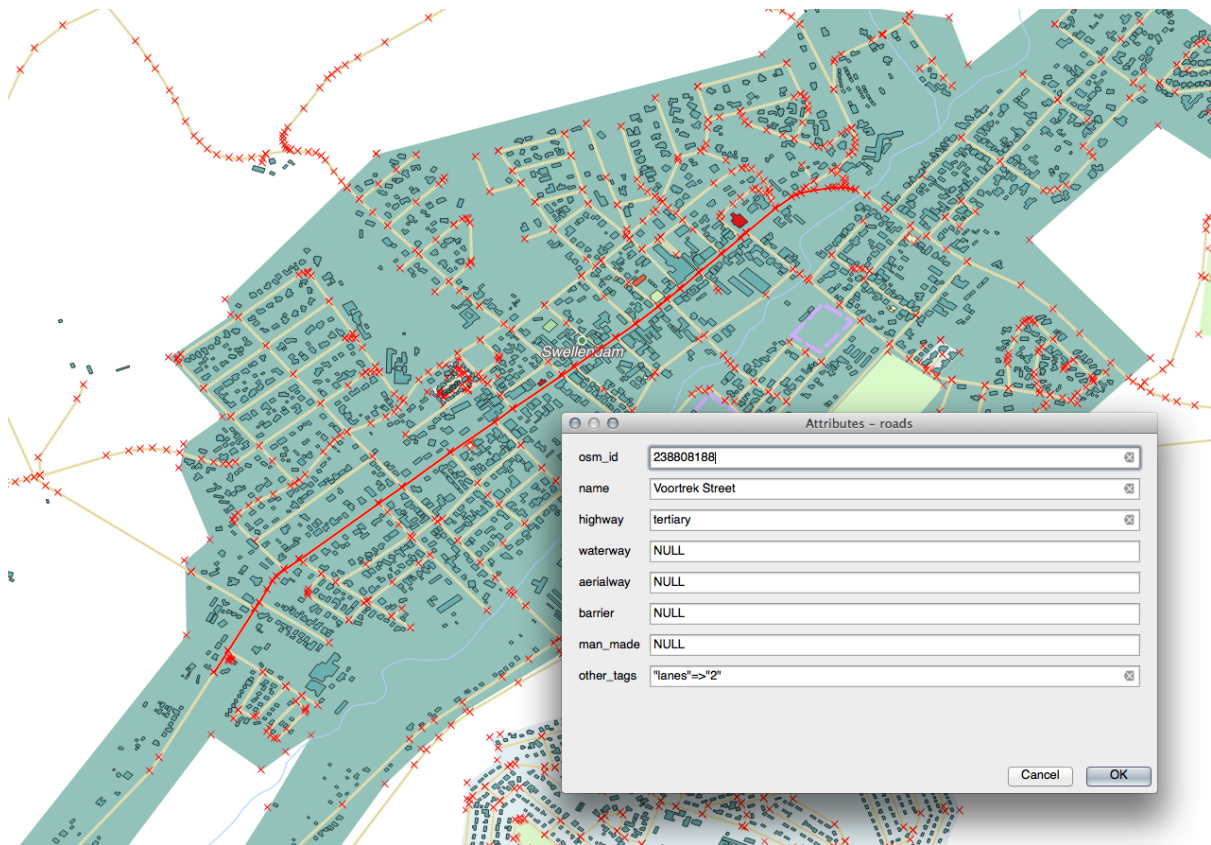 Swellendam
Attributes - roads
osm_id 238808188
name Voortrek Street
highway tertiary
waterway NULL
aerialway NULL
barrier NULL
man_made NULL
other_tags "lanes"=>"2"
Cancel OK